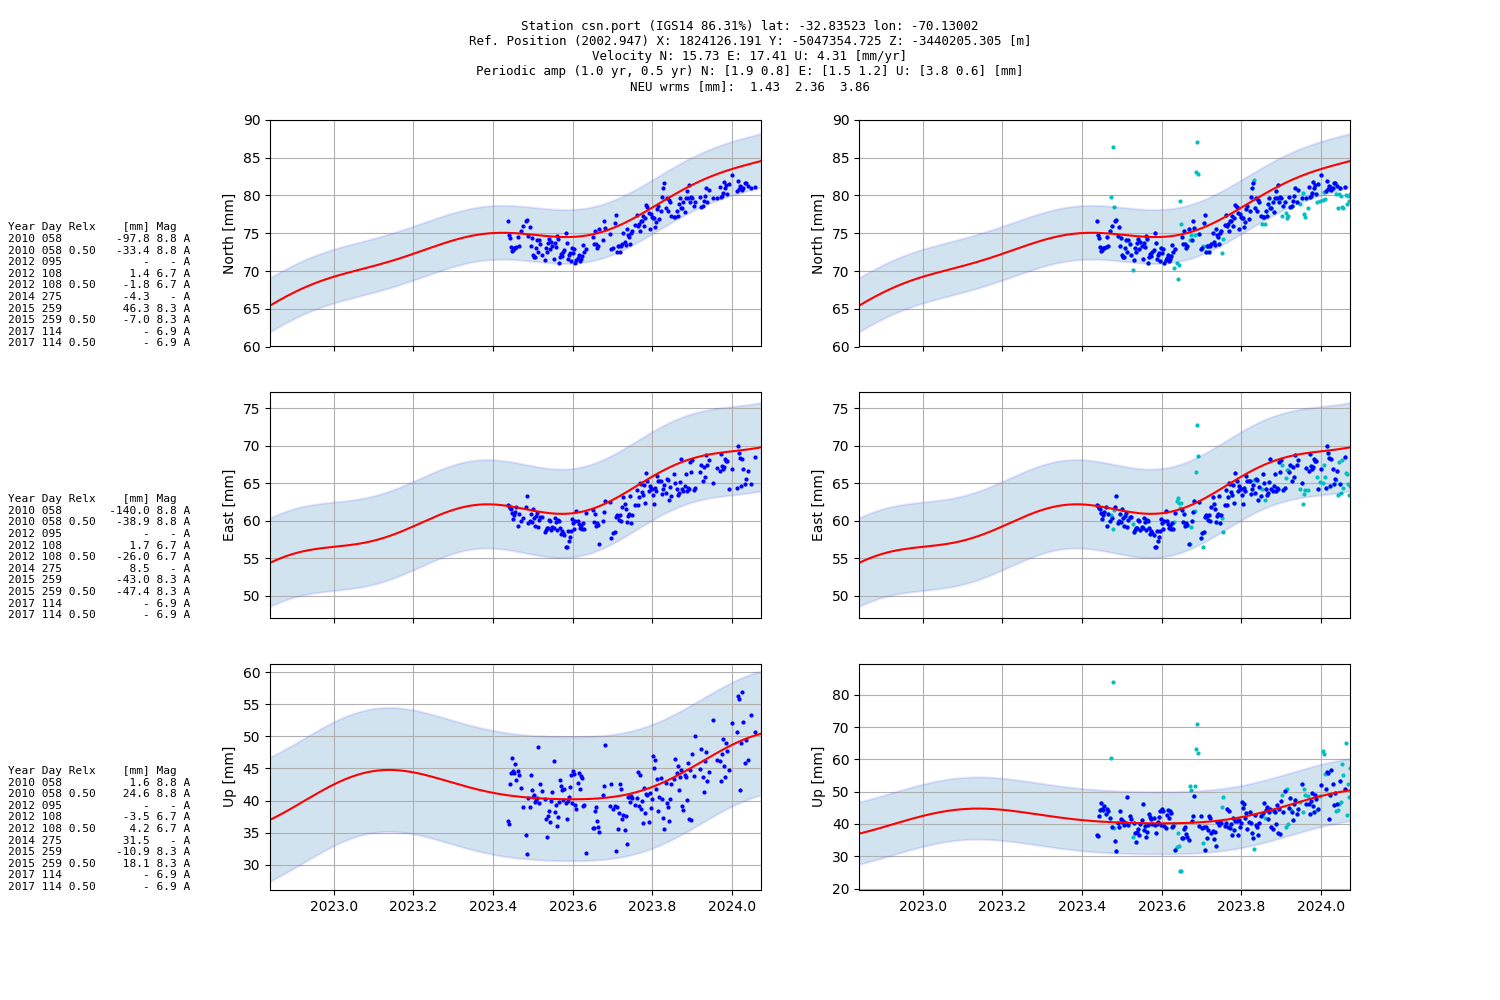 Station csn.port (IGS14 86.31%) lat: -32.83523 lon: -70.13002
Ref. Position (2002.947) X: 1824126.191 Y: -5047354.725 Z: -3440205.305 [m]
Velocity N: 15.73 E: 17.41 U: 4.31 [mm/yr]
Periodic amp (1.0 yr, 0.5 yr) N: [1.9 0.8] E: [1.5 1.2] U: [3.8 0.6] [mm]
NEU wrms [mm]: 1.43 2.36 3.86
Year Day Relx [mm] Mag
2010 058 -97.8 8.8 A
2010 058 0.50 -33.4 8.8 A
2012 095 - - A
2012 108 1.4 6.7 A
2012 108 0.50 -1.8 6.7 A
2014 275 -4.3 - A
2015 259 46.3 8.3 A
2015 259 0.50 -7.0 8.3 A
2017 114 - 6.9 A
2017 114 0.50 - 6.9 A
North [mm]
90
85
80
75
70
65
60
North [mm]
90
85
80
75
70
65
60
Year Day Relx [mm] Mag
2010 058 -140.0 8.8 A
2010 058 0.50 -38.9 8.8 A
2012 095 - - A
2012 108 1.7 6.7 A
2012 108 0.50 -26.0 6.7 A
2014 275 8.5 - A
2015 259 -43.0 8.3 A
2015 259 0.50 -47.4 8.3 A
2017 114 - 6.9 A
2017 114 0.50 - 6.9 A
East [mm]
75
70
65
60
55
50
East [mm]
75
70
65
60
55
50
Year Day Relx [mm] Mag
2010 058 1.6 8.8 A
2010 058 0.50 24.6 8.8 A
2012 095 - - A
2012 108 -3.5 6.7 A
2012 108 0.50 4.2 6.7 A
2014 275 31.5 - A
2015 259 -10.9 8.3 A
2015 259 0.50 18.1 8.3 A
2017 114 - 6.9 A
2017 114 0.50 - 6.9 A
Up [mm]
60
55
50
45
40
35
30
2023.0 2023.2 2023.4 2023.6 2023.8 2024.0
Up [mm]
80
70
60
50
40
30
20
2023.0 2023.2 2023.4 2023.6 2023.8 2024.0